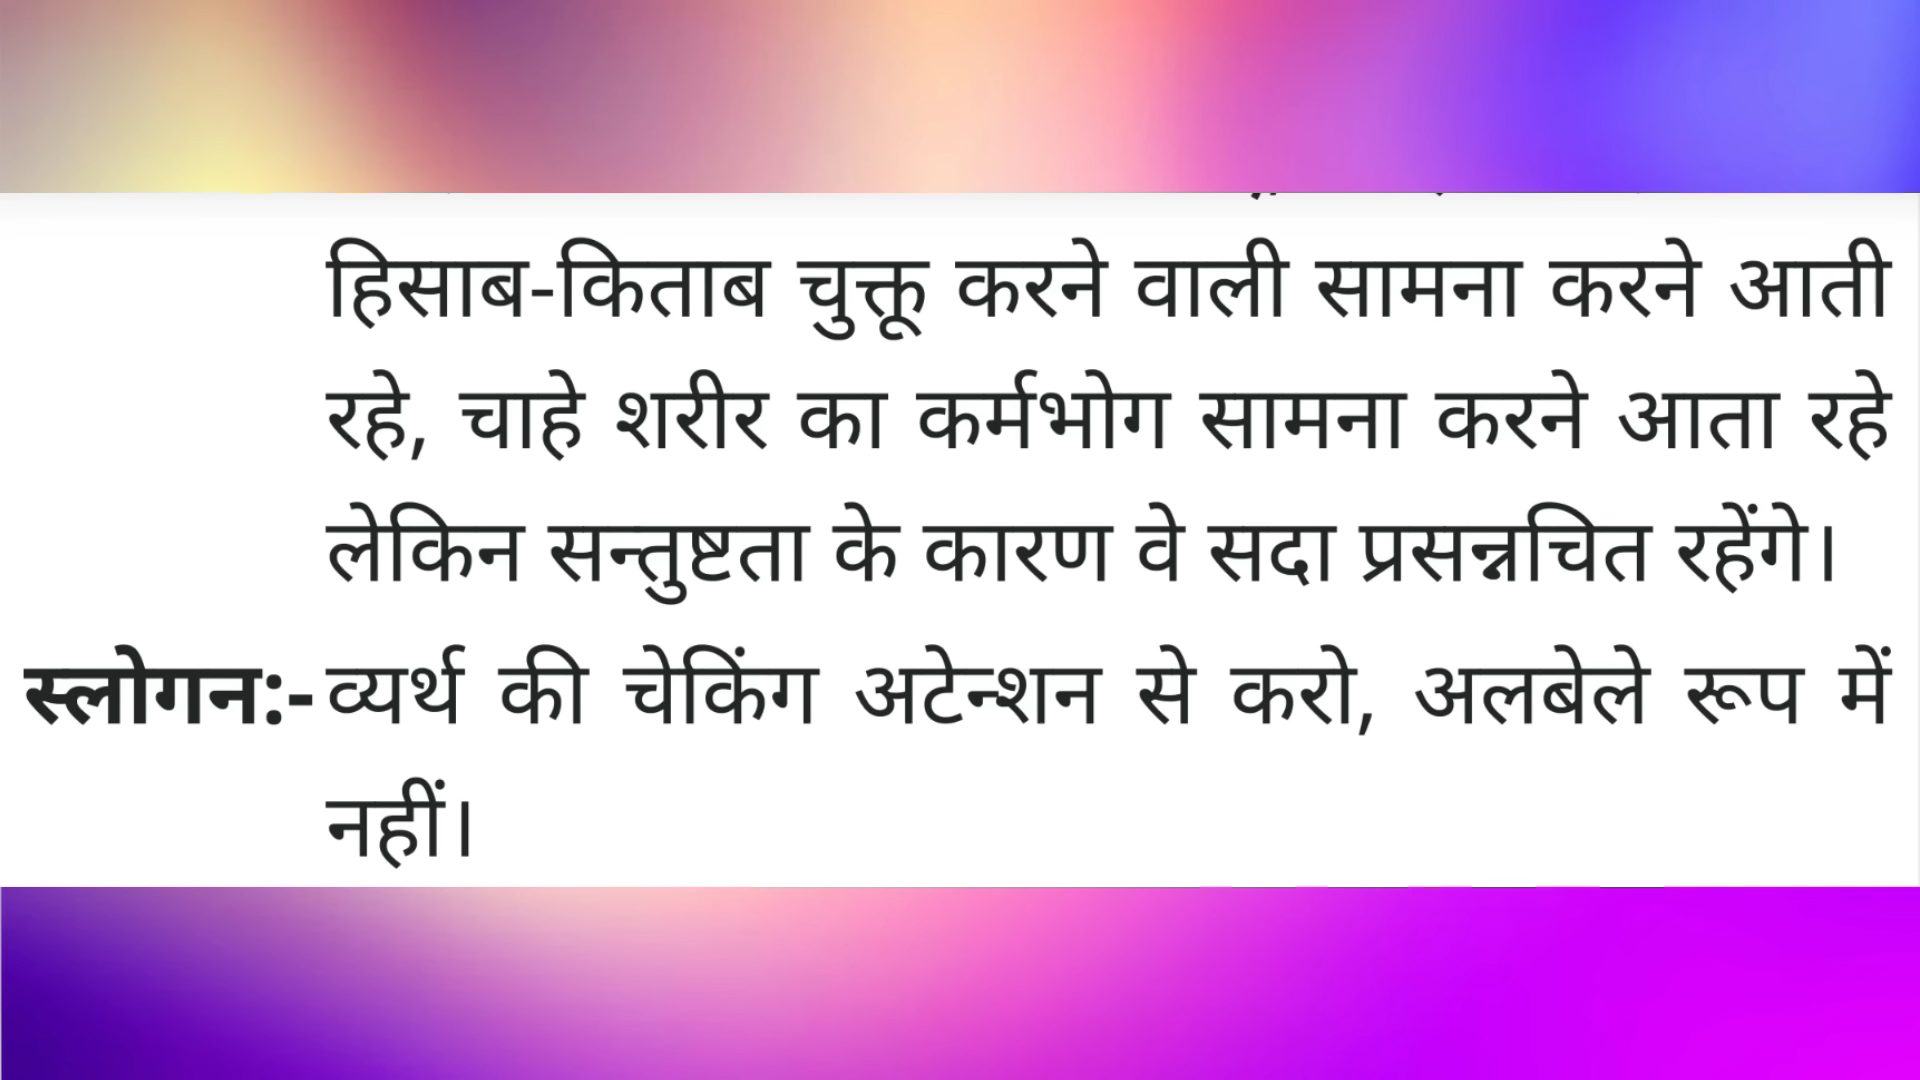 हिसाब-किताब चुक्तू करने वाली सामना करने आती
रहे, चाहे शरीर का कर्मभोग सामना करने आता रहे
लेकिन सन्तुष्टता के कारण वे सदा प्रसन्नचित रहेंगे।
स्लोगन:- व्यर्थ की चेकिंग अटेन्शन से करो, अलबेले रूप में
नहीं।